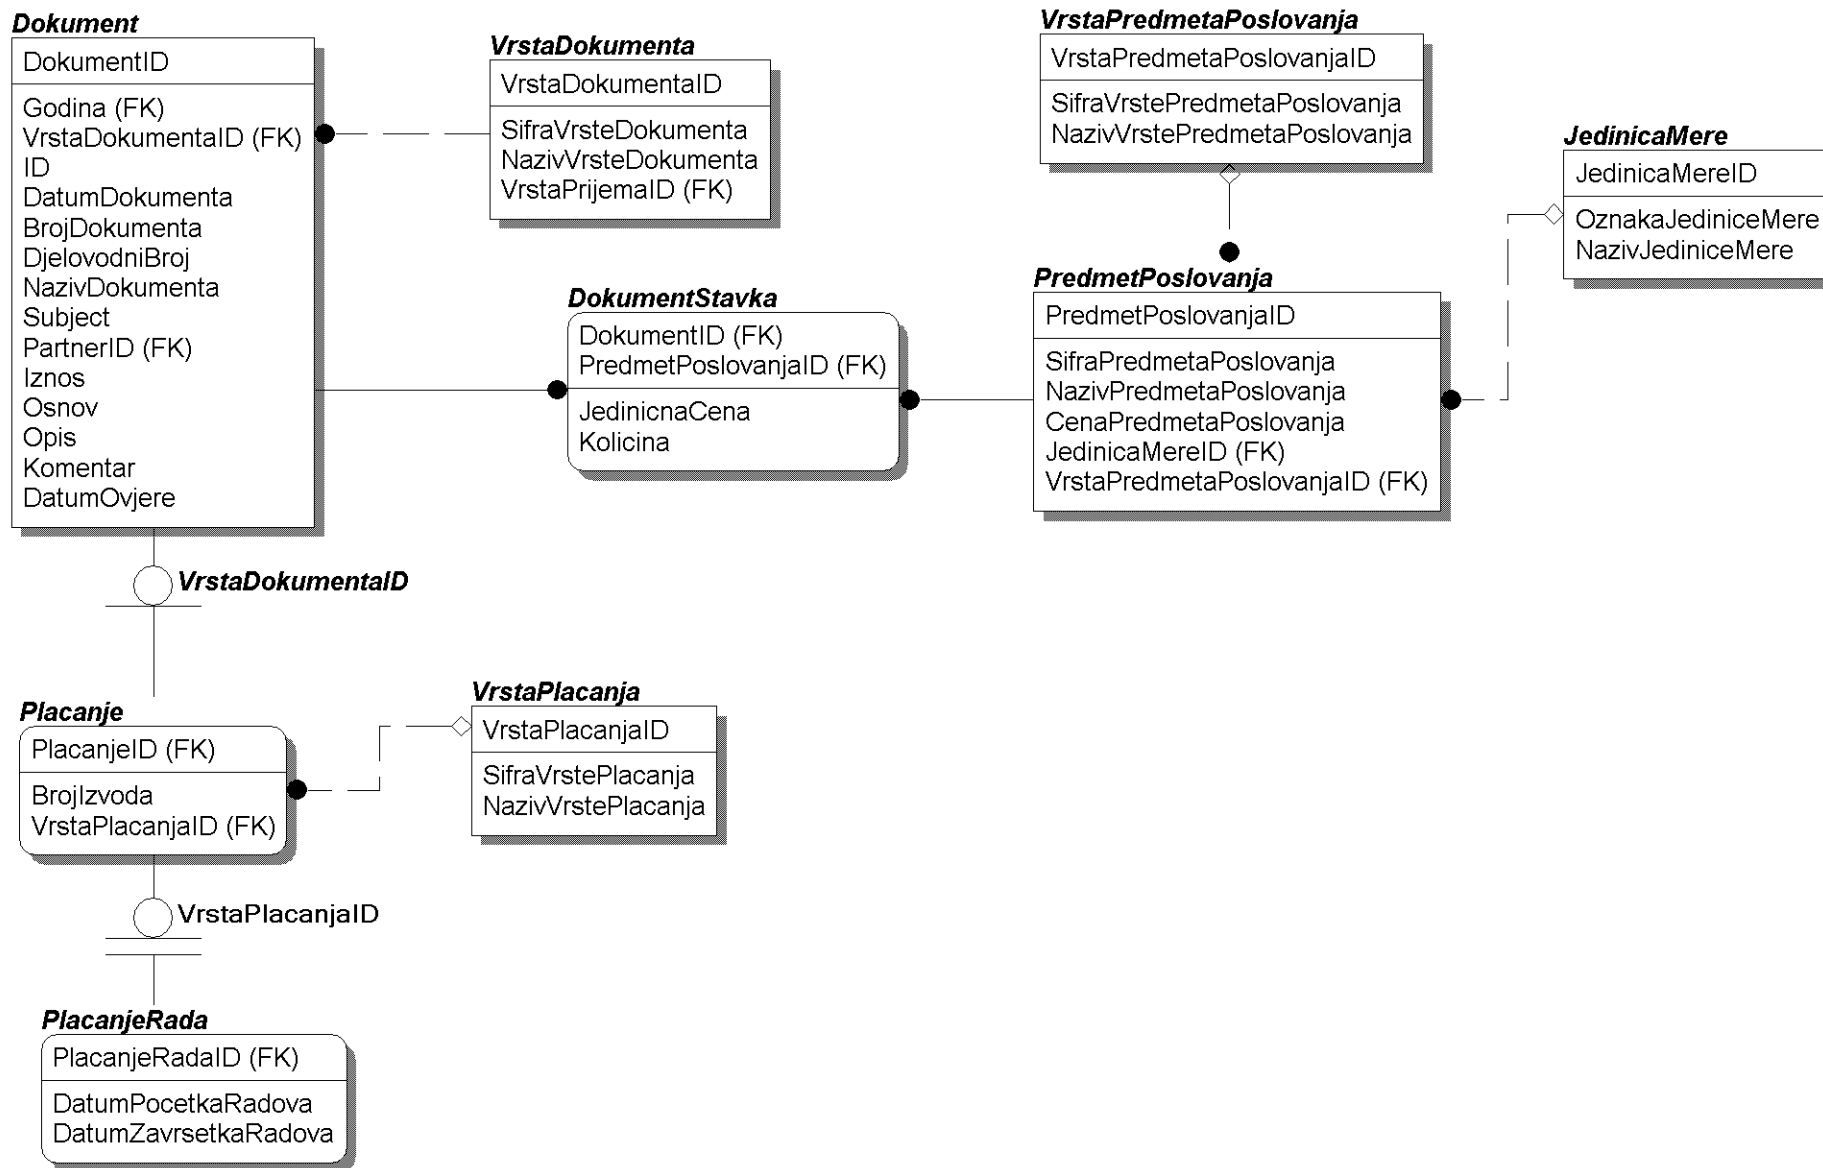 Dokument
DokumentID
Godina (FK)
VrstaDokumentaID (FK)
ID
DatumDokumenta
BrojDokumenta
DjelovodniBroj
NazivDokumenta
Subject
PartnerID (FK)
Iznos
Osnov
Opis
Komentar
DatumOvjere
VrstaDokumenta
VrstaDokumentaID
SifraVrsteDokumenta
NazivVrsteDokumenta
VrstaPrijemaID (FK)
VrstaPredmetaPoslovanja
VrstaPredmetaPoslovanjaID
SifraVrstePredmetaPoslovanja
NazivVrstePredmetaPoslovanja
JedinicaMere
JedinicaMereID
OznakaJediniceMere
NazivJediniceMere
DokumentStavka
DokumentID (FK)
PredmetPoslovanjaID (FK)
JedinicnaCena
Kolicina
PredmetPoslovanja
PredmetPoslovanjaID
SifraPredmetaPoslovanja
NazivPredmetaPoslovanja
CenaPredmetaPoslovanja
JedinicaMereID (FK)
VrstaPredmetaPoslovanjaID (FK)
VrstaDokumentaID
Placanje
PlacanjeID (FK)
BrojIzvoda
VrstaPlacanjaID (FK)
VrstaPlacanja
VrstaPlacanjaID
SifraVrstePlacanja
NazivVrstePlacanja
VrstaPlacanjaID
PlacanjeRada
PlacanjeRadaID (FK)
DatumPocetkaRadova
DatumZavrsetkaRadova